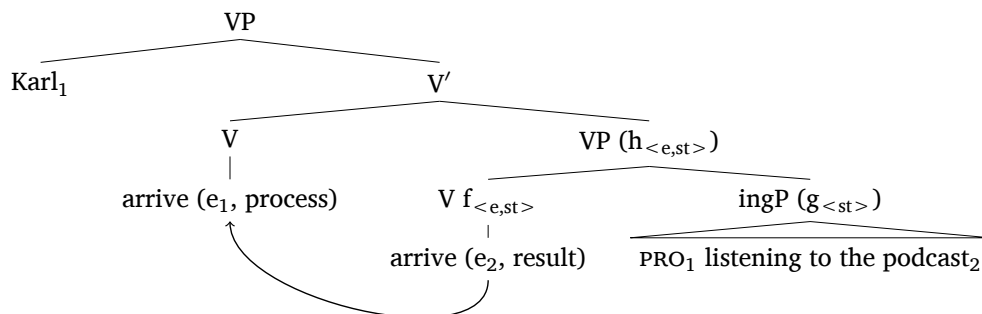 VP
Karl₁ V′
V VP (h<e,st>)
arrive (e₁, process) V f<e,st> ingP (g<st>)
arrive (e₂, result) PRO₁ listening to the podcast₂